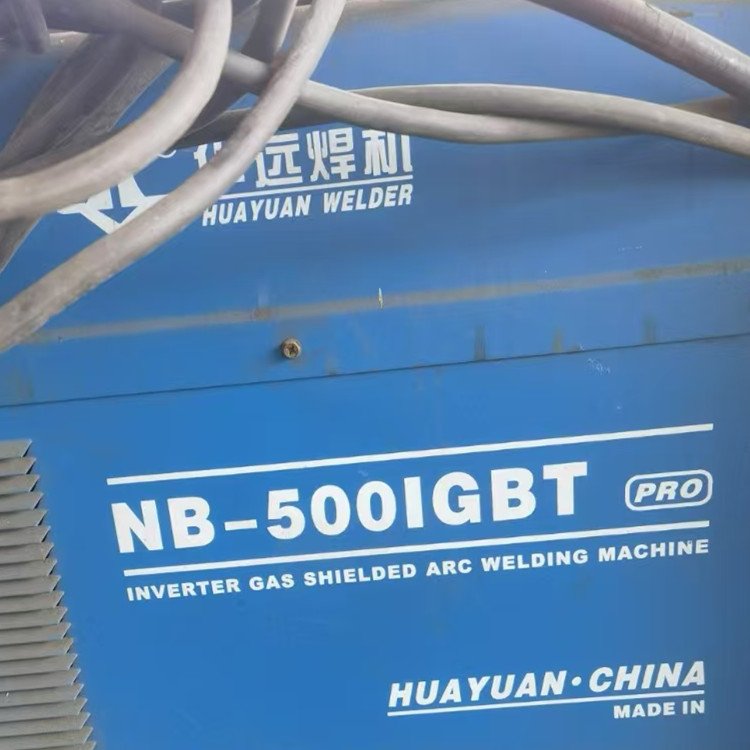 远焊机
HUAYUAN WELDER
NB-500IGBT PRO
INVERTER GAS SHIELDED ARC WELDING MACHINE
HUAYUAN·CHINA
MADE IN